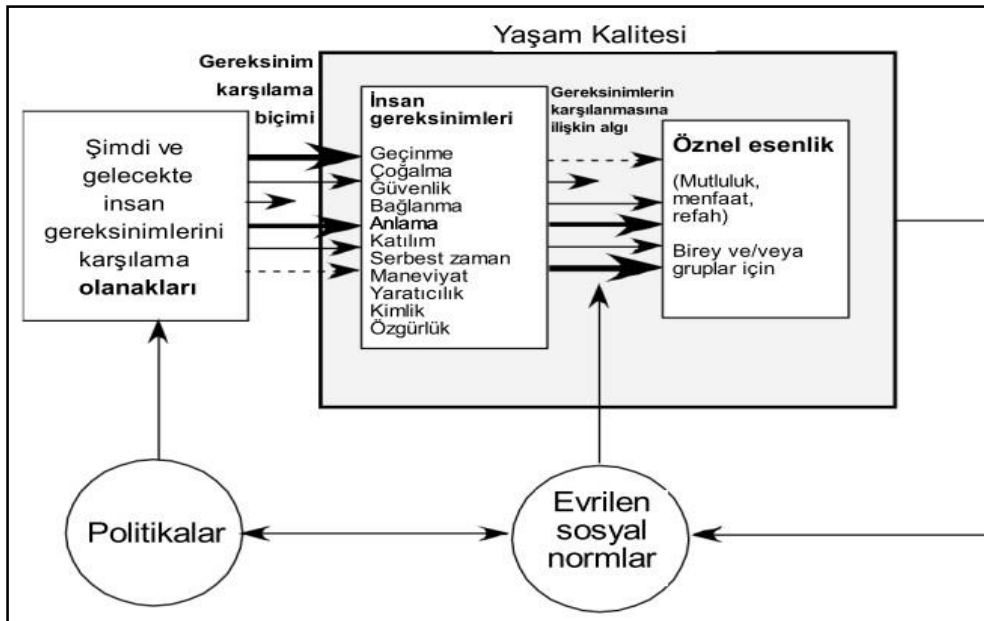 Yaşam Kalitesi
Gereksinim
karşılama
biçimi
Şimdi ve
gelecekte
insan
gereksinimlerini
karşılama
olanakları
İnsan
gereksinimleri
Geçinme
Çoğalma
Güvenlik
Bağlanma
Anlama
Katılım
Serbest zaman
Maneviyat
Yaratıcılık
Kimlik
Özgürlük
Gereksinimlerin
karşılanmasına
ilişkin algı
Öznel esenlik
(Mutluluk,
menfaat,
refah)
Birey ve/veya
gruplar için
Politikalar
Evrilen
sosyal
normlar